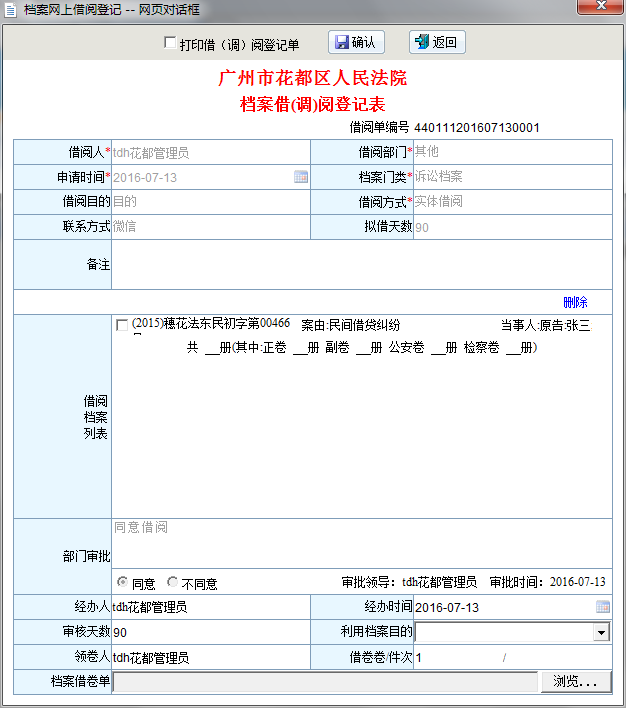 档案网上借阅登记 -- 网页对话框
打印借（调）阅登记单 确认 返回
广州市花都区人民法院
档案借(调)阅登记表
借阅单编号 440111201607130001
借阅人* tdh花都管理员 借阅部门* 其他
申请时间* 2016-07-13 档案门类* 诉讼档案
借阅目的 目的 借阅方式* 实体借阅
联系方式 微信 拟借天数 90
备注
删除
(2015)穗花法东民初字第00466 案由:民间借贷纠纷 当事人:原告:张三
共 __册(其中:正卷 __册 副卷 __册 公安卷 __册 检察卷 __册)
借阅
档案
列表
同意借阅
部门审批
同意 不同意 审批领导：tdh花都管理员 审批时间：2016-07-13
经办人 tdh花都管理员 经办时间 2016-07-13
审核天数 90 利用档案目的
领卷人 tdh花都管理员 借卷卷/件次 1 /
档案借卷单 浏览...